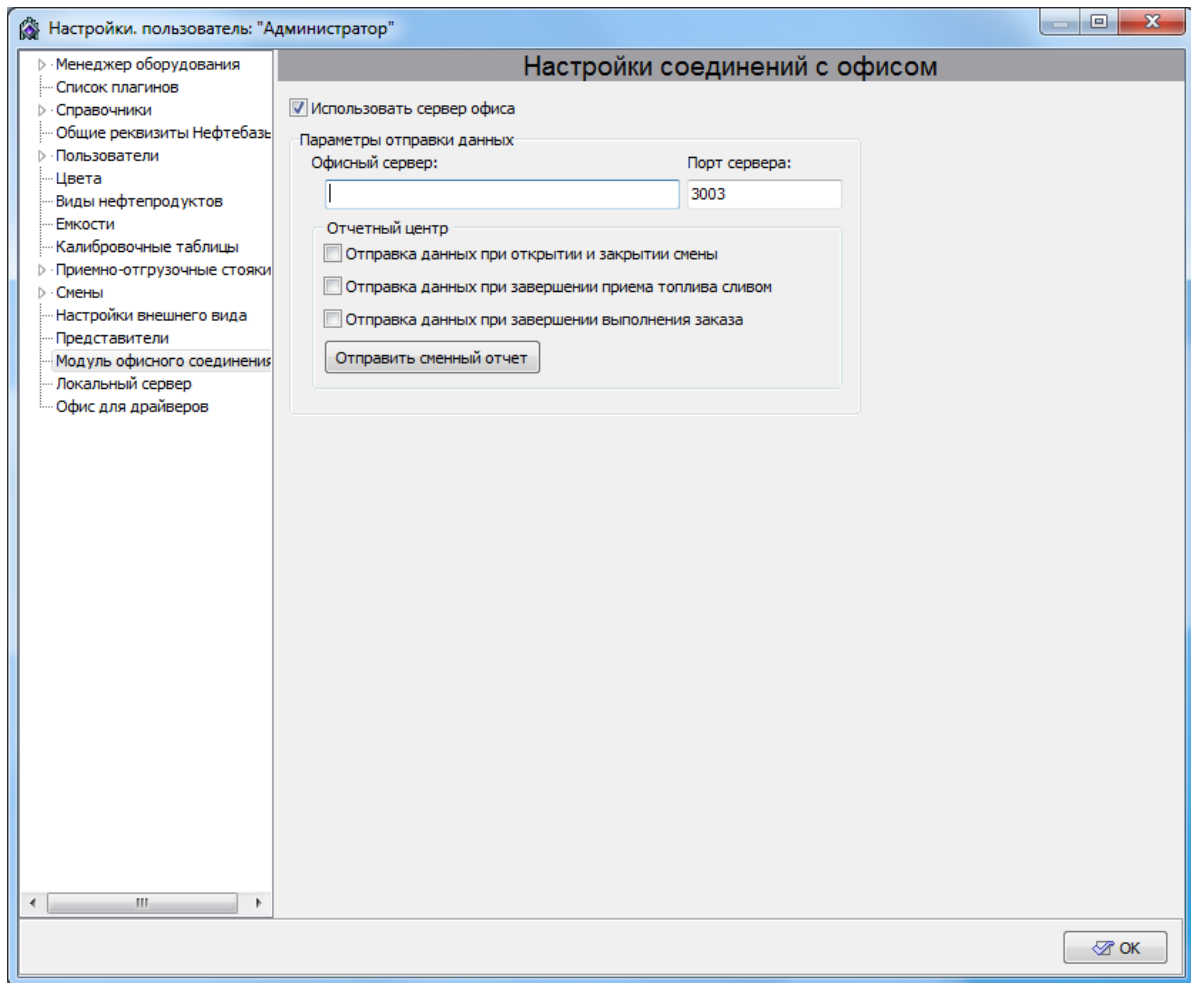 Настройки. пользователь: "Администратор"
Менеджер оборудования
Список плагинов
Справочники
Общие реквизиты Нефтебазы
Пользователи
Цвета
Виды нефтепродуктов
Емкости
Калибровочные таблицы
Приемно-отгрузочные стояки
Смены
Настройки внешнего вида
Представители
Модуль офисного соединения
Локальный сервер
Офис для драйверов
Настройки соединений с офисом
Использовать сервер офиса
Параметры отправки данных
Офисный сервер: Порт сервера:
3003
Отчетный центр
Отправка данных при открытии и закрытии смены
Отправка данных при завершении приема топлива сливом
Отправка данных при завершении выполнения заказа
Отправить сменный отчет
OK